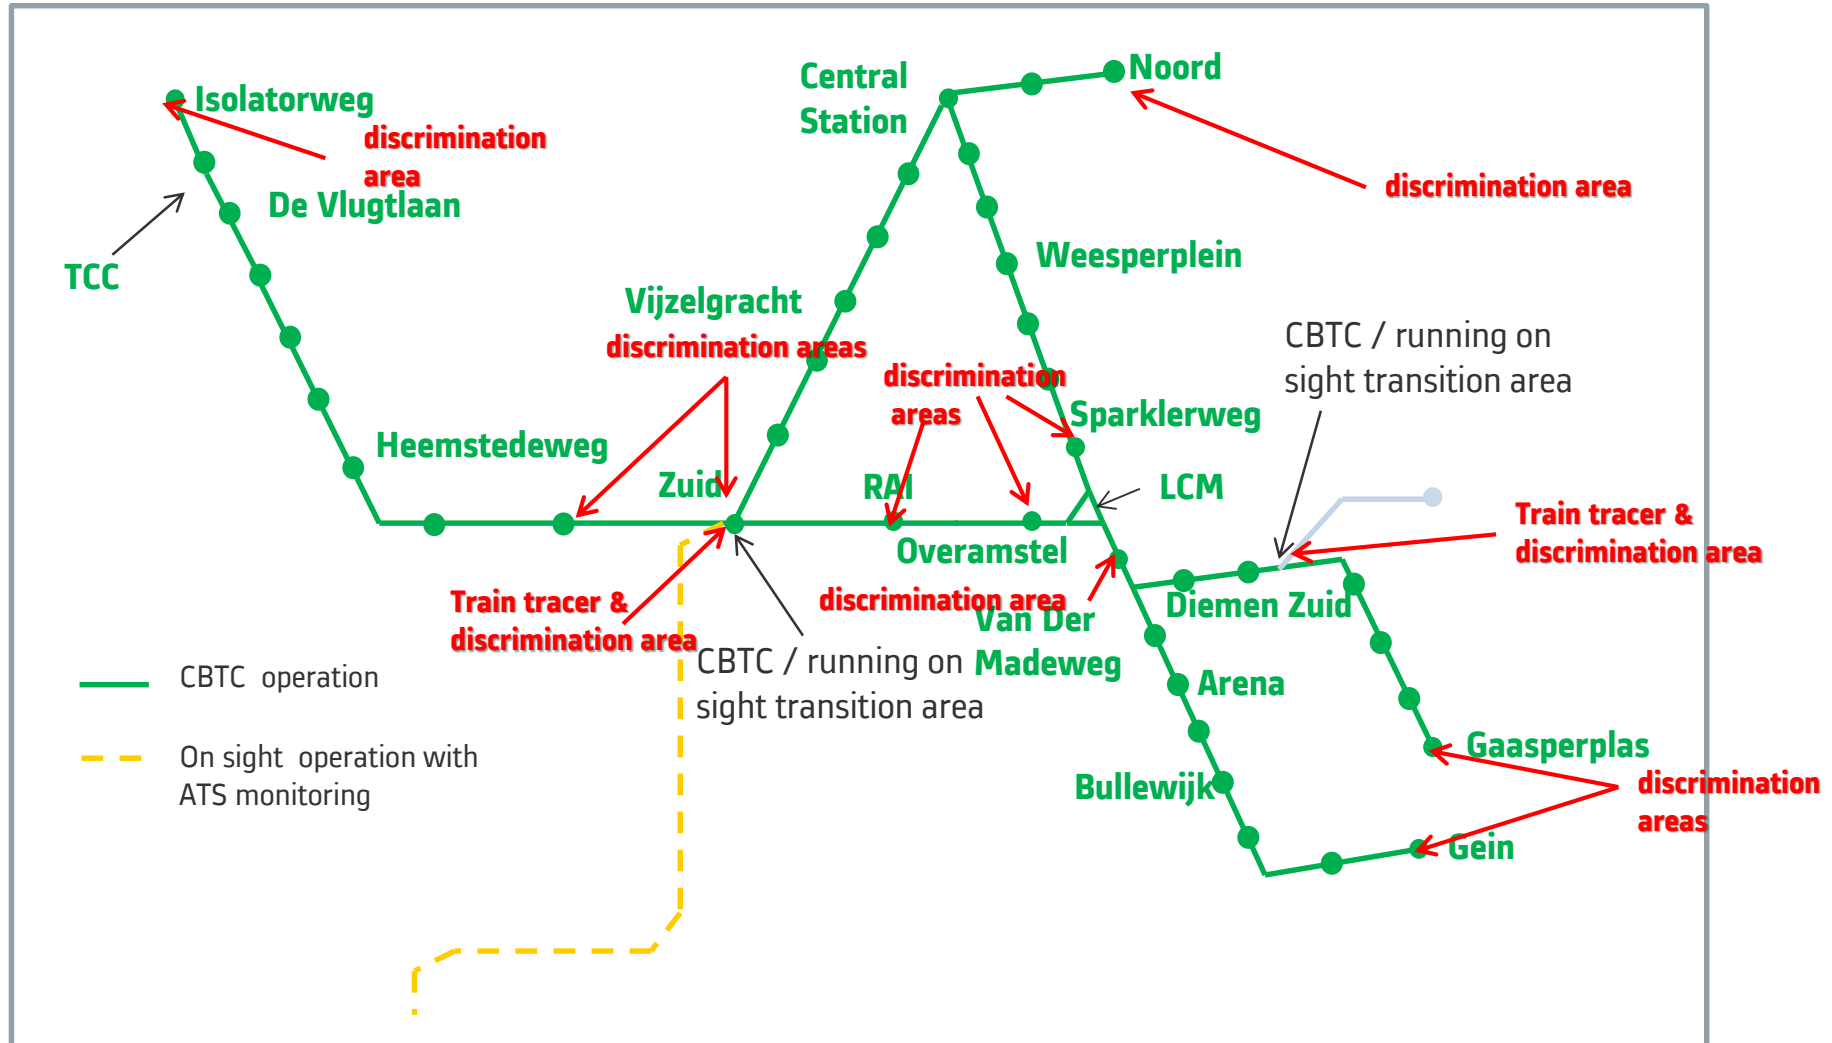 Central
Station
Noord
Isolatorweg
discrimination
area
discrimination area
De Vlugtlaan
TCC
Weesperplein
Vijzelgracht
discrimination areas
CBTC / running on
sight transition area
discrimination
areas
Sparklerweg
Heemstedeweg
Zuid
RAI
LCM
Train tracer &
discrimination area
Overamstel
Train tracer &
discrimination area
discrimination area
Van Der
Madeweg
Diemen Zuid
CBTC / running on
sight transition area
CBTC operation
Arena
On sight operation with
ATS monitoring
Gaasperplas
discrimination
areas
Bullewijk
Gein